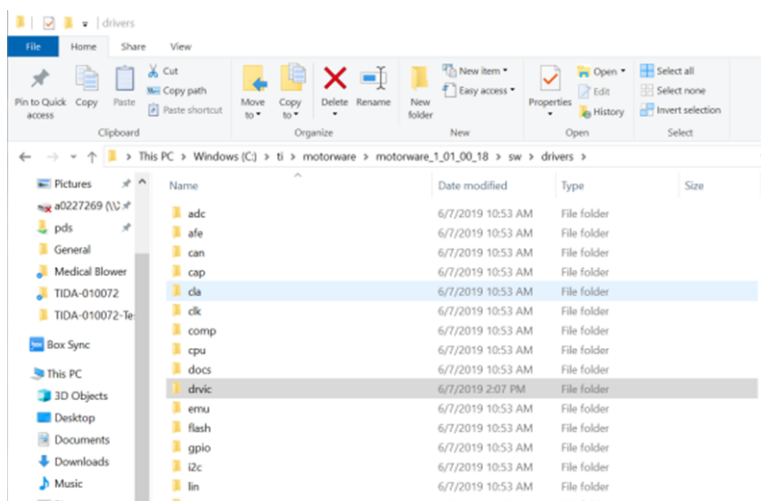 drivers
File Home Share View
Pin to Quick access
Copy
Paste
Cut
Copy path
Paste shortcut
Clipboard
Move to
Copy to
Delete
Rename
Organize
New folder
New item
Easy access
New
Properties
Open
Edit
History
Open
Select all
Select none
Invert selection
Select
This PC > Windows (C:) > ti > motorware > motorware_1_01_00_18 > sw > drivers >
Pictures
a0227269 (\\
pds
General
Medical Blower
TIDA-010072
TIDA-010072-Te
Box Sync
This PC
3D Objects
Desktop
Documents
Downloads
Music
Name Date modified Type Size
adc 6/7/2019 10:53 AM File folder
afe 6/7/2019 10:53 AM File folder
can 6/7/2019 10:53 AM File folder
cap 6/7/2019 10:53 AM File folder
cla 6/7/2019 10:53 AM File folder
clk 6/7/2019 10:53 AM File folder
comp 6/7/2019 10:53 AM File folder
cpu 6/7/2019 10:53 AM File folder
docs 6/7/2019 10:53 AM File folder
drvic 6/7/2019 2:07 PM File folder
emu 6/7/2019 10:53 AM File folder
flash 6/7/2019 10:53 AM File folder
gpio 6/7/2019 10:53 AM File folder
i2c 6/7/2019 10:53 AM File folder
lin 6/7/2019 10:53 AM File folder